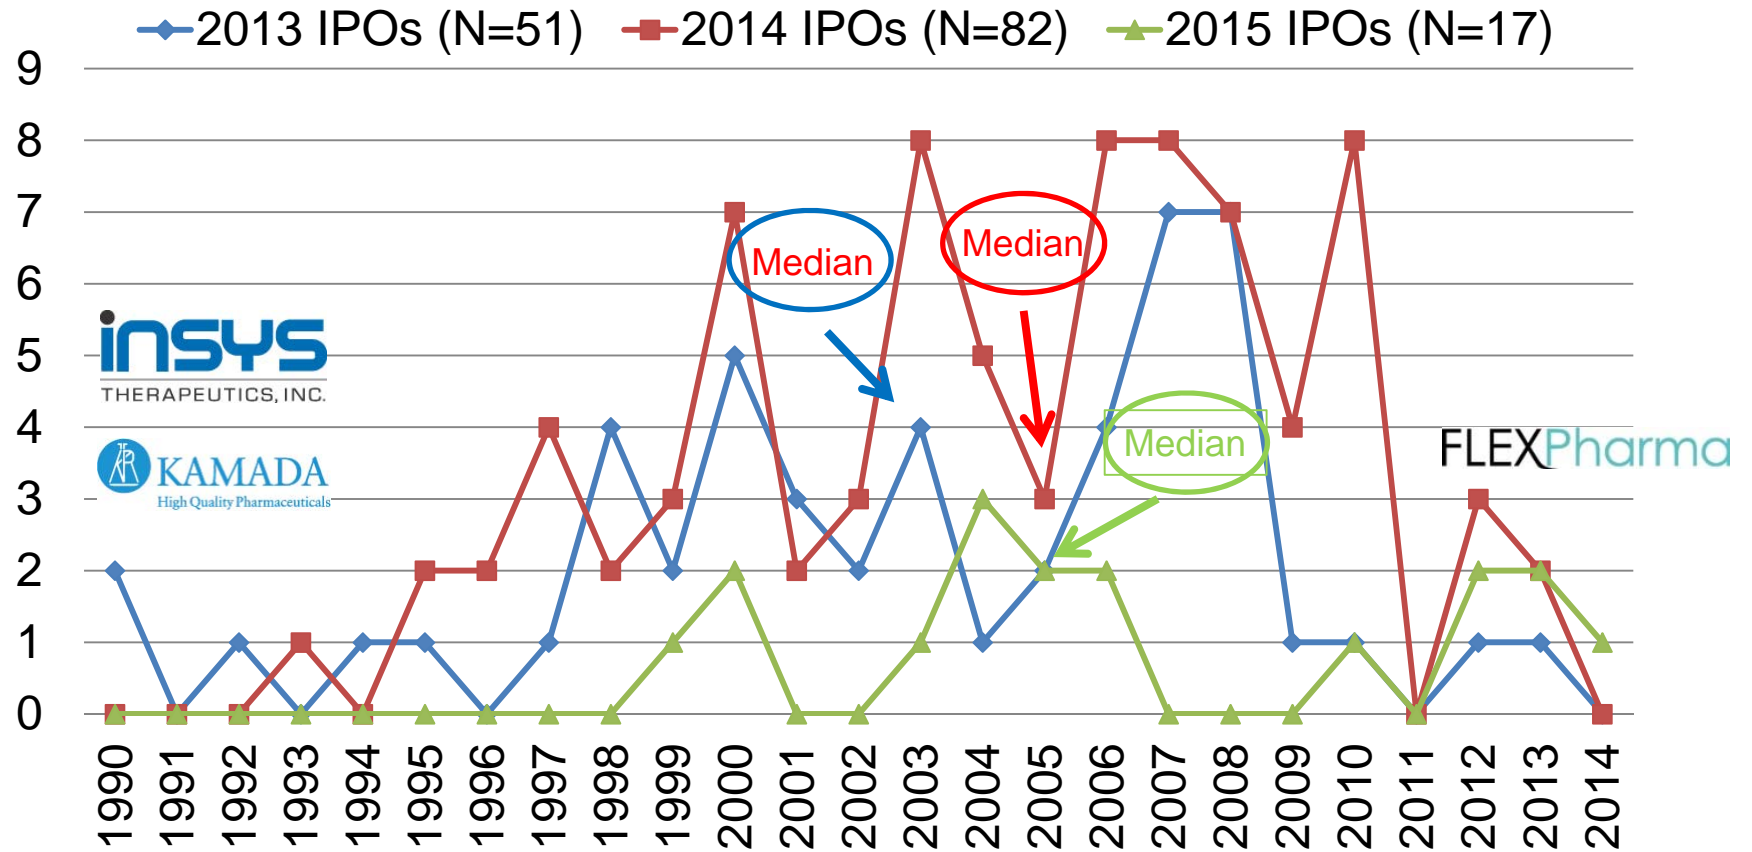 2013 IPOs (N=51) 2014 IPOs (N=82) 2015 IPOs (N=17)
9
8
7
6
5
4
3
2
1
0
Median
Median
Median
insys
THERAPEUTICS, INC.
KAMADA
High Quality Pharmaceuticals
FLEXPharma
1990 1991 1992 1993 1994 1995 1996 1997 1998 1999 2000 2001 2002 2003 2004 2005 2006 2007 2008 2009 2010 2011 2012 2013 2014